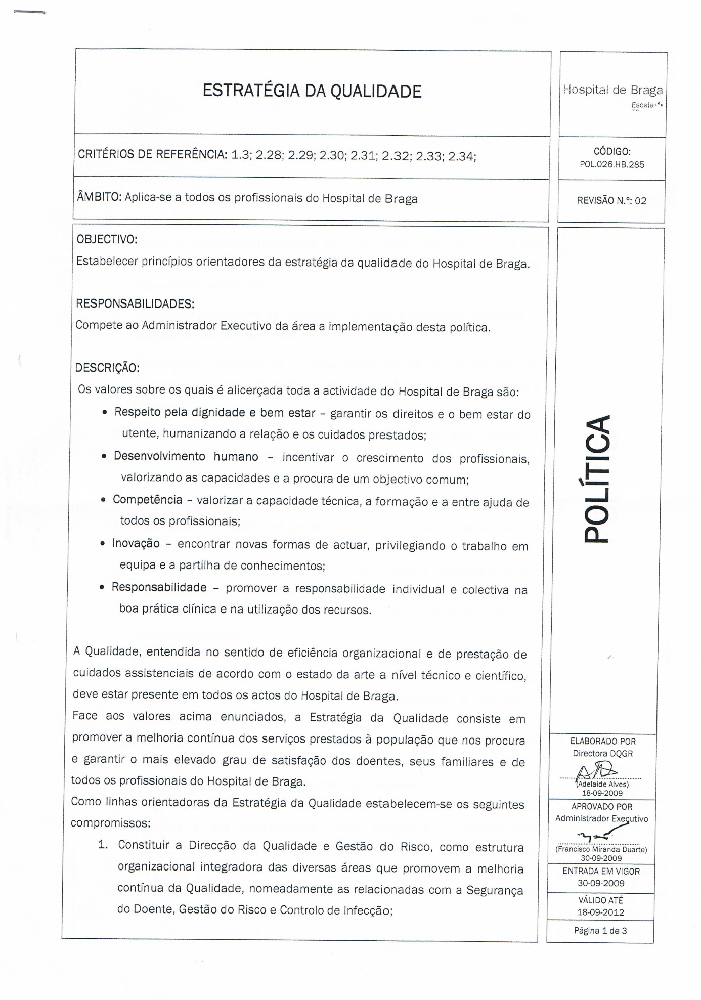 ESTRATÉGIA DA QUALIDADE
Hospital de Braga
Escala
CRITÉRIOS DE REFERÊNCIA: 1.3; 2.28; 2.29; 2.30; 2.31; 2.32; 2.33; 2.34;
CÓDIGO:
POL.026.HB.285
ÂMBITO: Aplica-se a todos os profissionais do Hospital de Braga
REVISÃO N.º: 02
OBJECTIVO:
Estabelecer princípios orientadores da estratégia da qualidade do Hospital de Braga.
RESPONSABILIDADES:
Compete ao Administrador Executivo da área a implementação desta política.
DESCRIÇÃO:
Os valores sobre os quais é alicerçada toda a actividade do Hospital de Braga são:
• Respeito pela dignidade e bem estar – garantir os direitos e o bem estar do
utente, humanizando a relação e os cuidados prestados;
• Desenvolvimento humano – incentivar o crescimento dos profissionais,
valorizando as capacidades e a procura de um objectivo comum;
• Competência – valorizar a capacidade técnica, a formação e a entre ajuda de
todos os profissionais;
• Inovação – encontrar novas formas de actuar, privilegiando o trabalho em
equipa e a partilha de conhecimentos;
• Responsabilidade – promover a responsabilidade individual e colectiva na
boa prática clínica e na utilização dos recursos.
A Qualidade, entendida no sentido de eficiência organizacional e de prestação de
cuidados assistenciais de acordo com o estado da arte a nível técnico e científico,
deve estar presente em todos os actos do Hospital de Braga.
Face aos valores acima enunciados, a Estratégia da Qualidade consiste em
promover a melhoria contínua dos serviços prestados à população que nos procura
e garantir o mais elevado grau de satisfação dos doentes, seus familiares e de
todos os profissionais do Hospital de Braga.
Como linhas orientadoras da Estratégia da Qualidade estabelecem-se os seguintes
compromissos:
1. Constituir a Direcção da Qualidade e Gestão do Risco, como estrutura
organizacional integradora das diversas áreas que promovem a melhoria
contínua da Qualidade, nomeadamente as relacionadas com a Segurança
do Doente, Gestão do Risco e Controlo de Infecção;
POLÍTICA
ELABORADO POR
Directora DQGR
(Adelaide Alves)
18-09-2009
APROVADO POR
Administrador Executivo
(Francisco Miranda Duarte)
30-09-2009
ENTRADA EM VIGOR
30-09-2009
VÁLIDO ATÉ
18-09-2012
Página 1 de 3